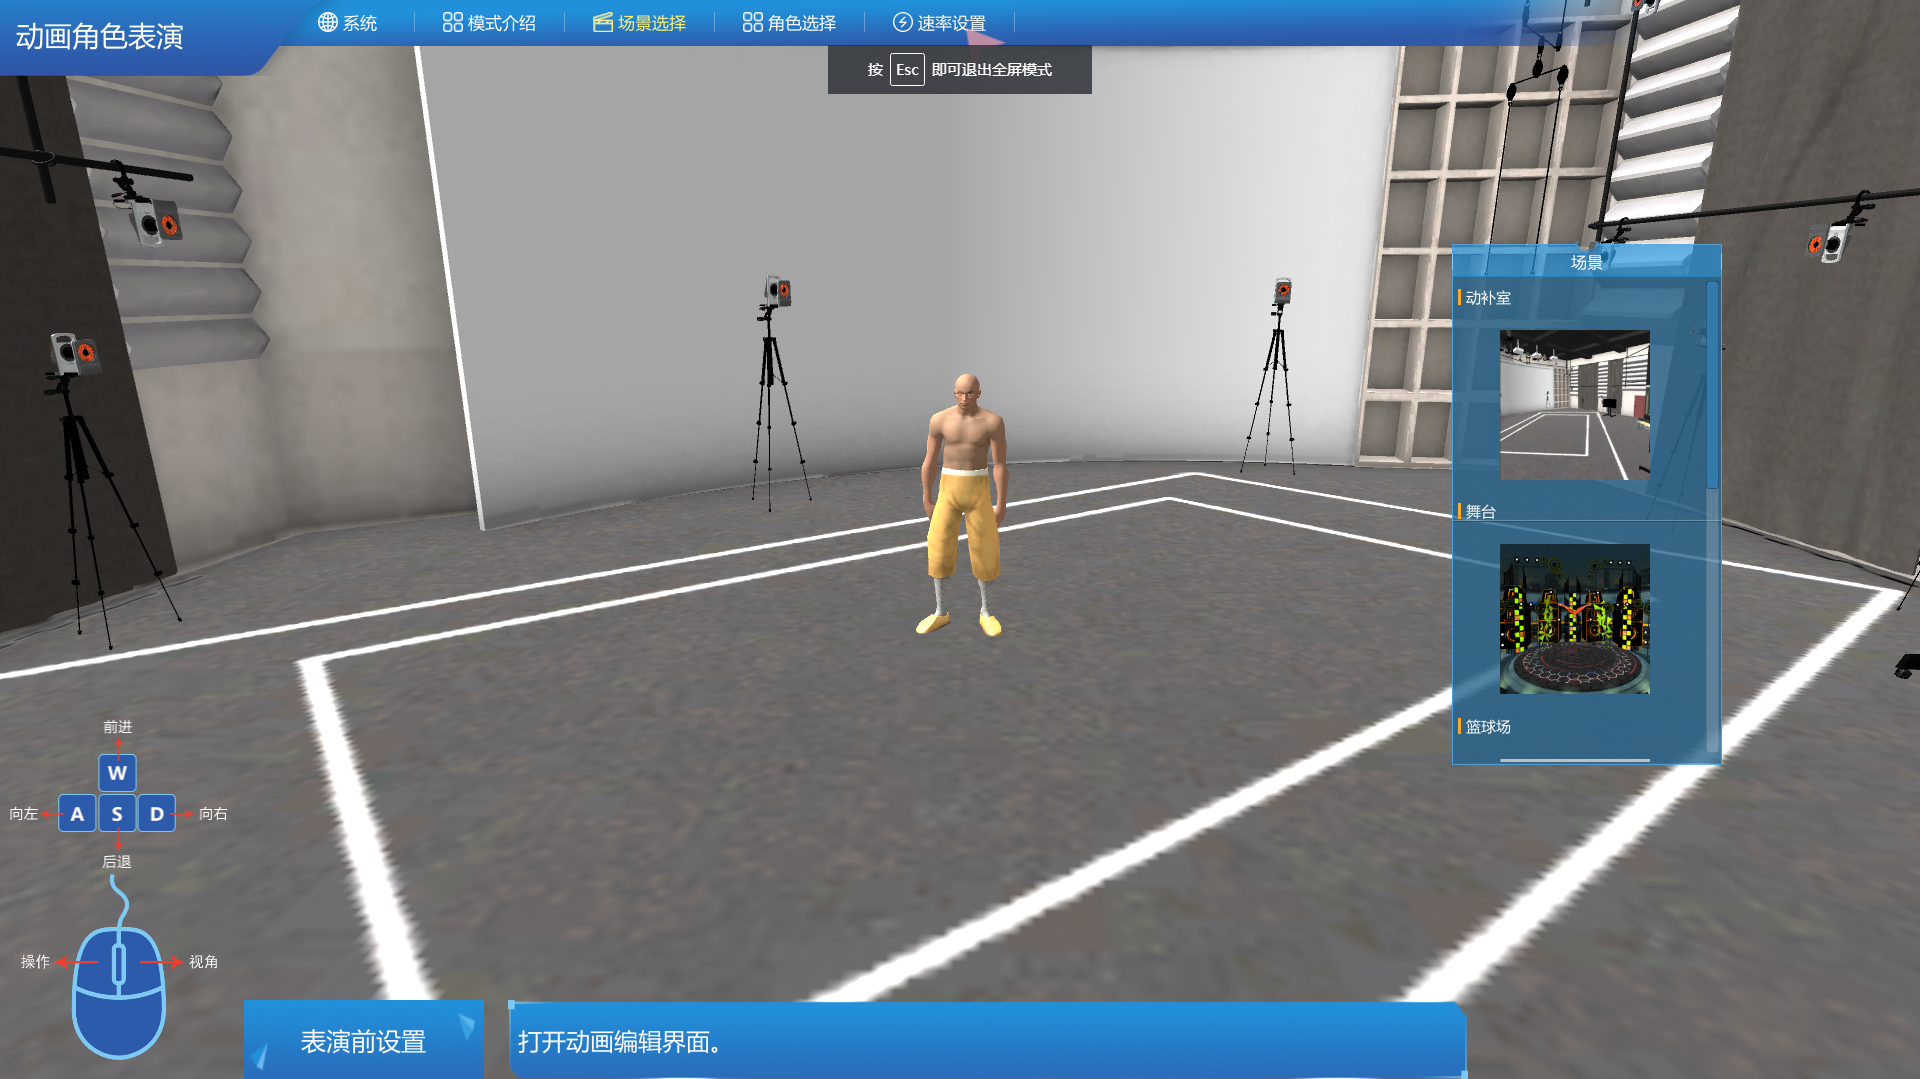 动画角色表演
系统
模式介绍
场景选择
角色选择
速率设置
按 Esc 即可退出全屏模式
场景
动补室
舞台
篮球场
前进
W
向左 A S D 向右
后退
操作 视角
表演前设置
打开动画编辑界面。